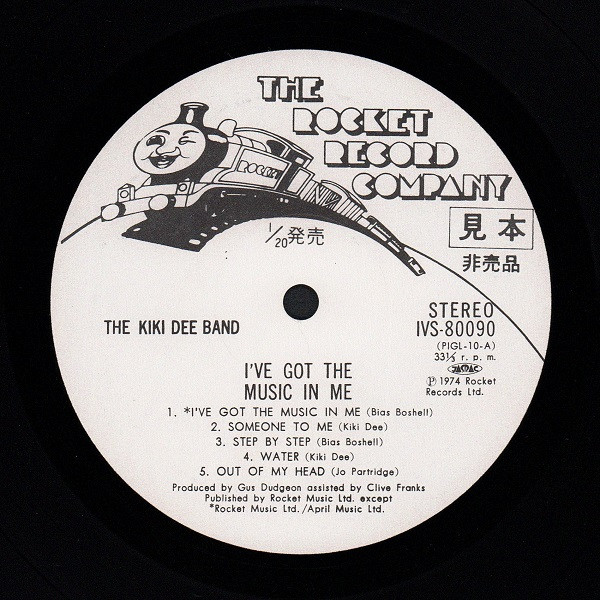 THE
ROCKET
RECORD
COMPANY
ROCKET
見本
非売品
1/20発売
THE KIKI DEE BAND
STEREO
IVS-80090
(PIGL-10-A)
33⅓ r. p. m.
JASRAC
Ⓟ 1974 Rocket
Records Ltd.
I'VE GOT THE
MUSIC IN ME
1. *I'VE GOT THE MUSIC IN ME (Bias Boshell)
2. SOMEONE TO ME (Kiki Dee)
3. STEP BY STEP (Bias Boshell)
4. WATER (Kiki Dee)
5. OUT OF MY HEAD (Jo Partridge)
Produced by Gus Dudgeon assisted by Clive Franks
Published by Rocket Music Ltd. except
*Rocket Music Ltd./April Music Ltd.